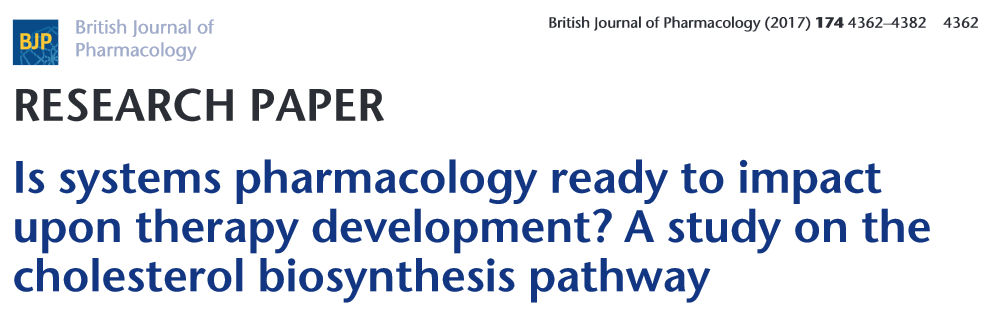 BJP
British Journal of
Pharmacology
British Journal of Pharmacology (2017) 174 4362–4382 4362
RESEARCH PAPER
Is systems pharmacology ready to impact
upon therapy development? A study on the
cholesterol biosynthesis pathway